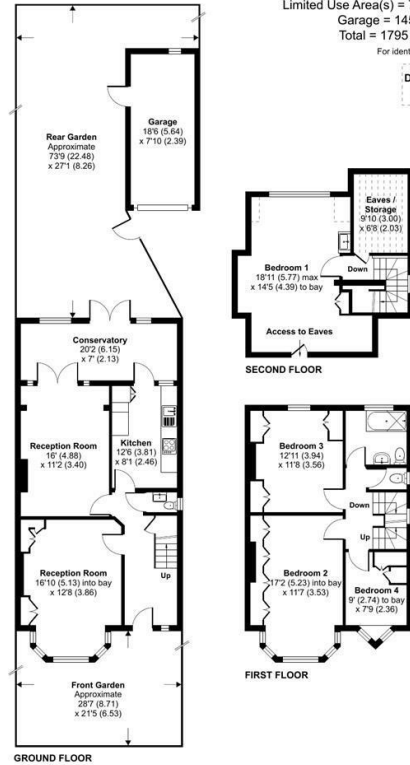 Limited Use Area(s) =
Garage = 145
Total = 1795
For ident
D
Rear Garden
Approximate
73'9 (22.48)
x 27'1 (8.26)
Garage
18'6 (5.64)
x 7'10 (2.39)
Eaves /
Storage
9'10 (3.00)
x 6'8 (2.03)
Bedroom 1
18'11 (5.77) max
x 14'5 (4.39) to bay
Down
Access to Eaves
SECOND FLOOR
Conservatory
20'2 (6.15)
x 7' (2.13)
Reception Room
16' (4.88)
x 11'2 (3.40)
Kitchen
12'6 (3.81)
x 8'1 (2.46)
Reception Room
16'10 (5.13) into bay
x 12'8 (3.86)
Up
Front Garden
Approximate
28'7 (8.71)
x 21'5 (6.53)
GROUND FLOOR
Bedroom 3
12'11 (3.94)
x 11'8 (3.56)
Down
Up
Bedroom 2
17'2 (5.23) into bay
x 11'7 (3.53)
Bedroom 4
9' (2.74) to bay
x 7'9 (2.36)
FIRST FLOOR